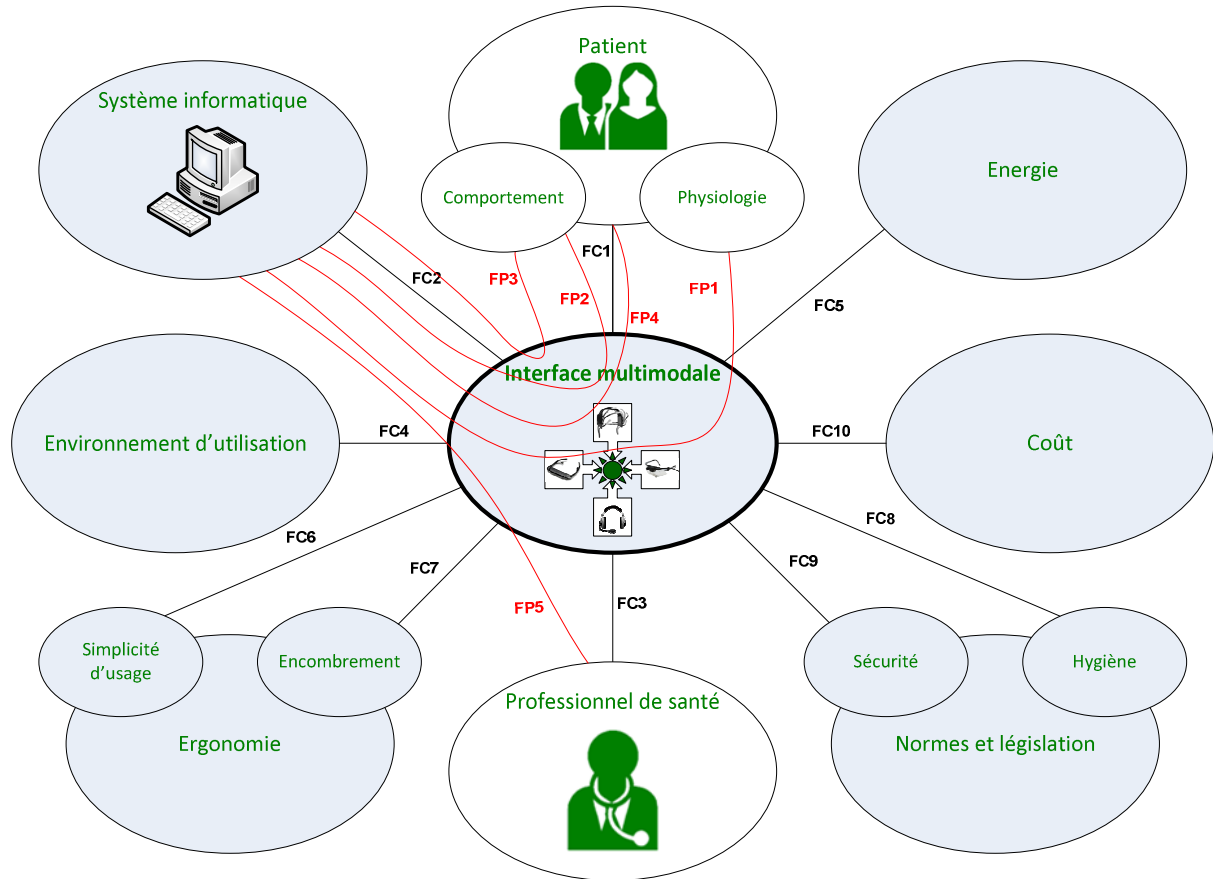 Patient
Système informatique
Energie
Comportement
Physiologie
FC1
FC2
FP3
FP1
FP2
FC5
FP4
Interface multimodale
FC4
FC10
Environnement d'utilisation
Coût
FC8
FC6
FC9
FC7
FP5
FC3
Simplicité
d'usage
Encombrement
Sécurité
Hygiène
Professionnel de santé
Ergonomie
Normes et législation